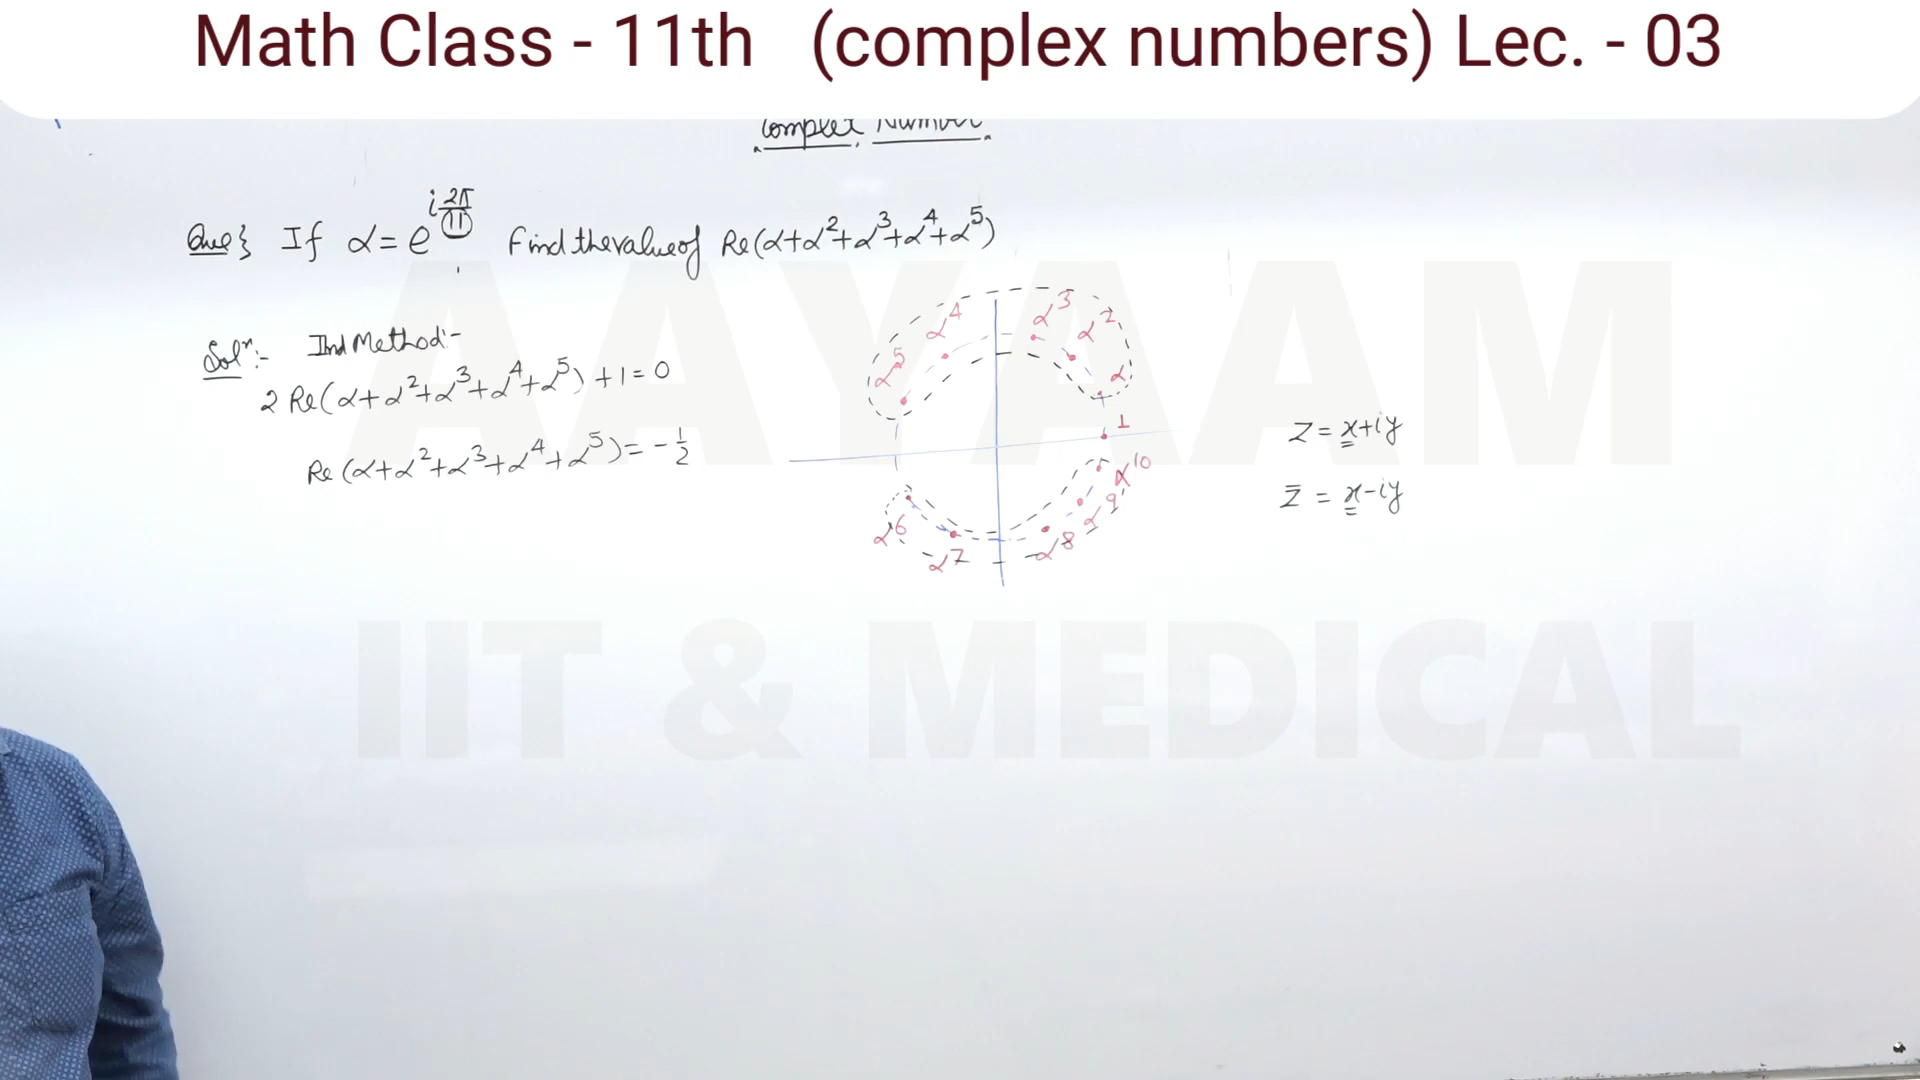 Math Class - 11th (complex numbers) Lec. - 03
Complex Number
Que} If α = e^(i2π/11) Find the value of Re(α+α²+α³+α⁴+α⁵)
Solⁿ:- IInd Method:-
2 Re(α+α²+α³+α⁴+α⁵) + 1 = 0
Re(α+α²+α³+α⁴+α⁵) = -1/2
α⁴ α³ α²
α⁵ α
1
α¹⁰
α⁹
α⁶ α⁸
α⁷
Z = x+iy
Z̄ = x-iy
AAYAAM
IIT & MEDICAL